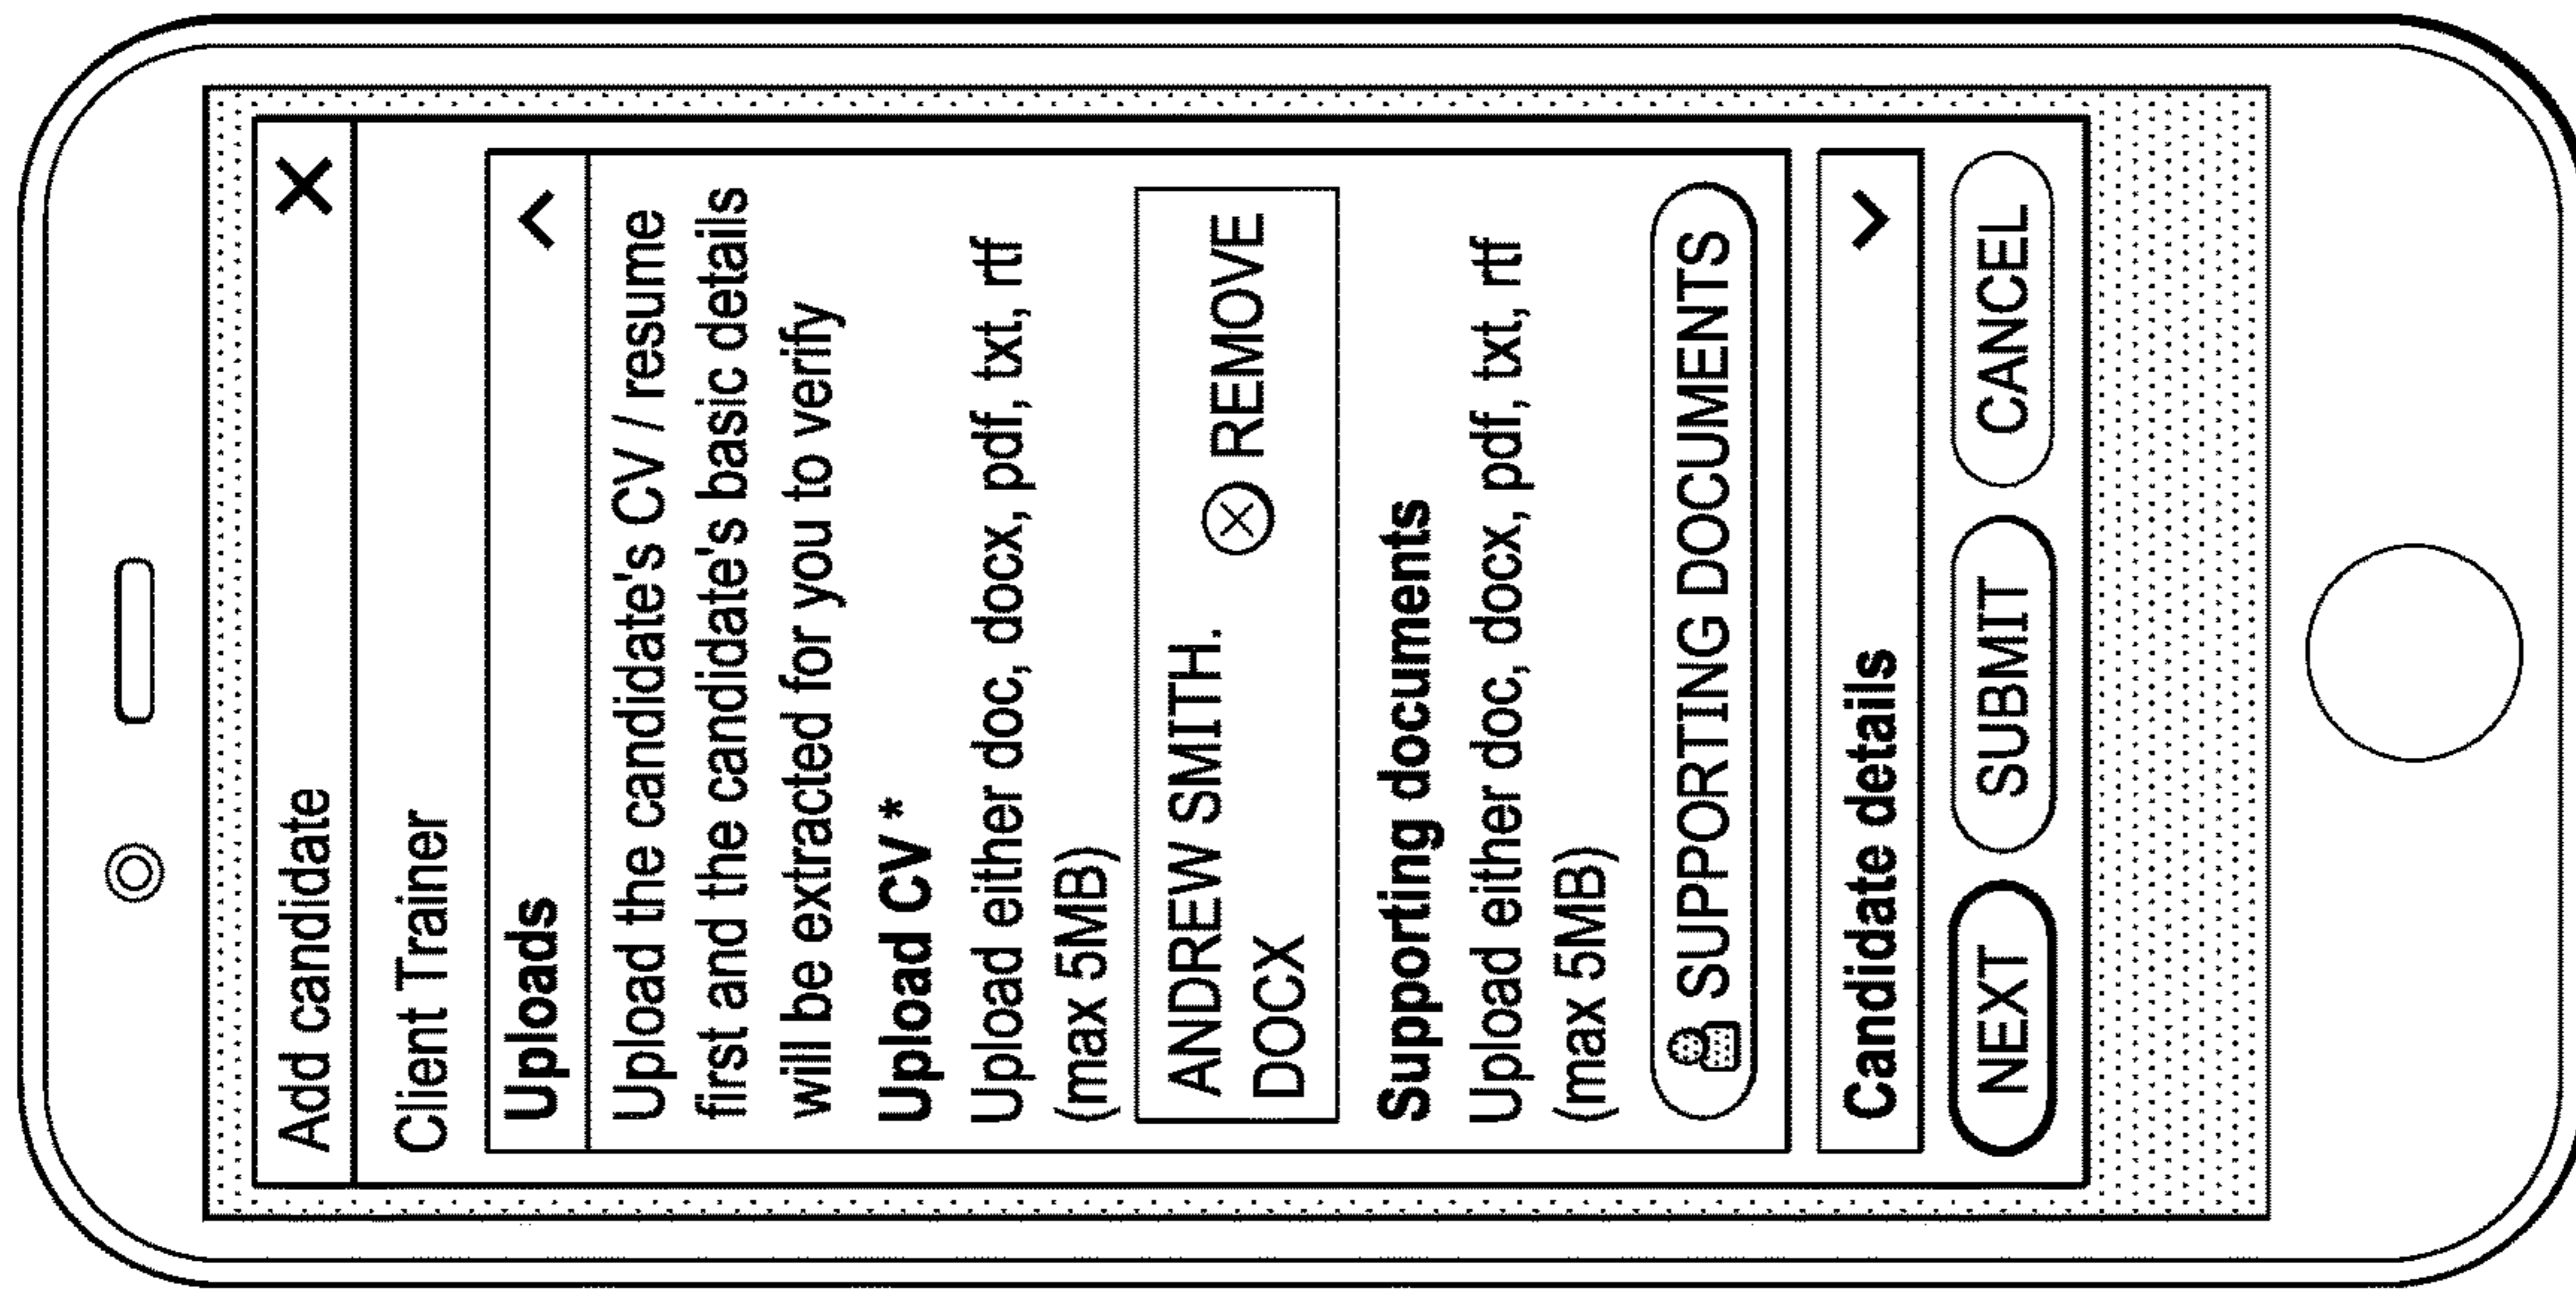 Add candidate
Client Trainer
Uploads
Upload the candidate's CV / resume
first and the candidate's basic details
will be extracted for you to verify
Upload CV *
Upload either doc, docx, pdf, txt, rtf
(max 5MB)
ANDREW SMITH. REMOVE
DOCX
Supporting documents
Upload either doc, docx, pdf, txt, rtf
(max 5MB)
SUPPORTING DOCUMENTS
Candidate details
NEXT SUBMIT CANCEL